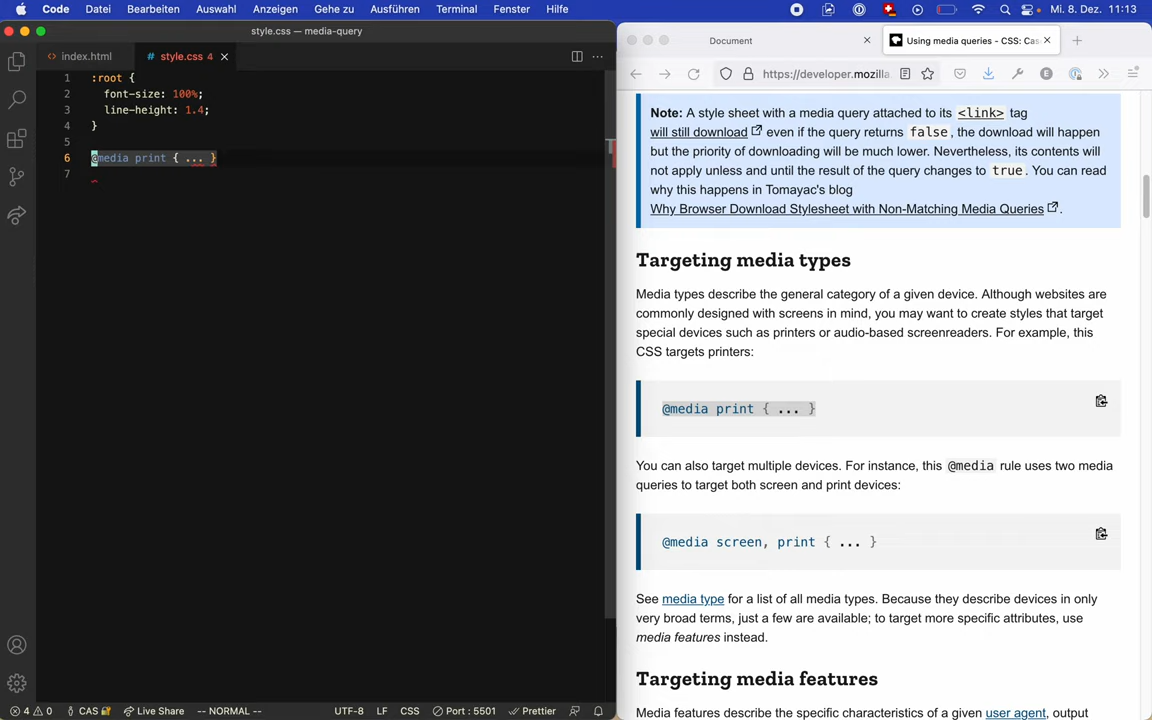 Code Datei Bearbeiten Auswahl Anzeigen Gehe zu Ausführen Terminal Fenster Hilfe Mi. 8. Dez. 11:13
style.css — media-query
index.html
style.css 4
1 :root {
2 font-size: 100%;
3 line-height: 1.4;
4 }
5
6 @media print { ... }
7
4 0 CAS Live Share -- NORMAL -- UTF-8 LF CSS Port : 5501 Prettier
Document
Using media queries - CSS: Cas
https://developer.mozilla.
Note: A style sheet with a media query attached to its <link> tag
will still download even if the query returns false, the download will happen
but the priority of downloading will be much lower. Nevertheless, its contents will
not apply unless and until the result of the query changes to true. You can read
why this happens in Tomayac's blog
Why Browser Download Stylesheet with Non-Matching Media Queries.
Targeting media types
Media types describe the general category of a given device. Although websites are
commonly designed with screens in mind, you may want to create styles that target
special devices such as printers or audio-based screenreaders. For example, this
CSS targets printers:
@media print { ... }
You can also target multiple devices. For instance, this @media rule uses two media
queries to target both screen and print devices:
@media screen, print { ... }
See media type for a list of all media types. Because they describe devices in only
very broad terms, just a few are available; to target more specific attributes, use
media features instead.
Targeting media features
Media features describe the specific characteristics of a given user agent, output